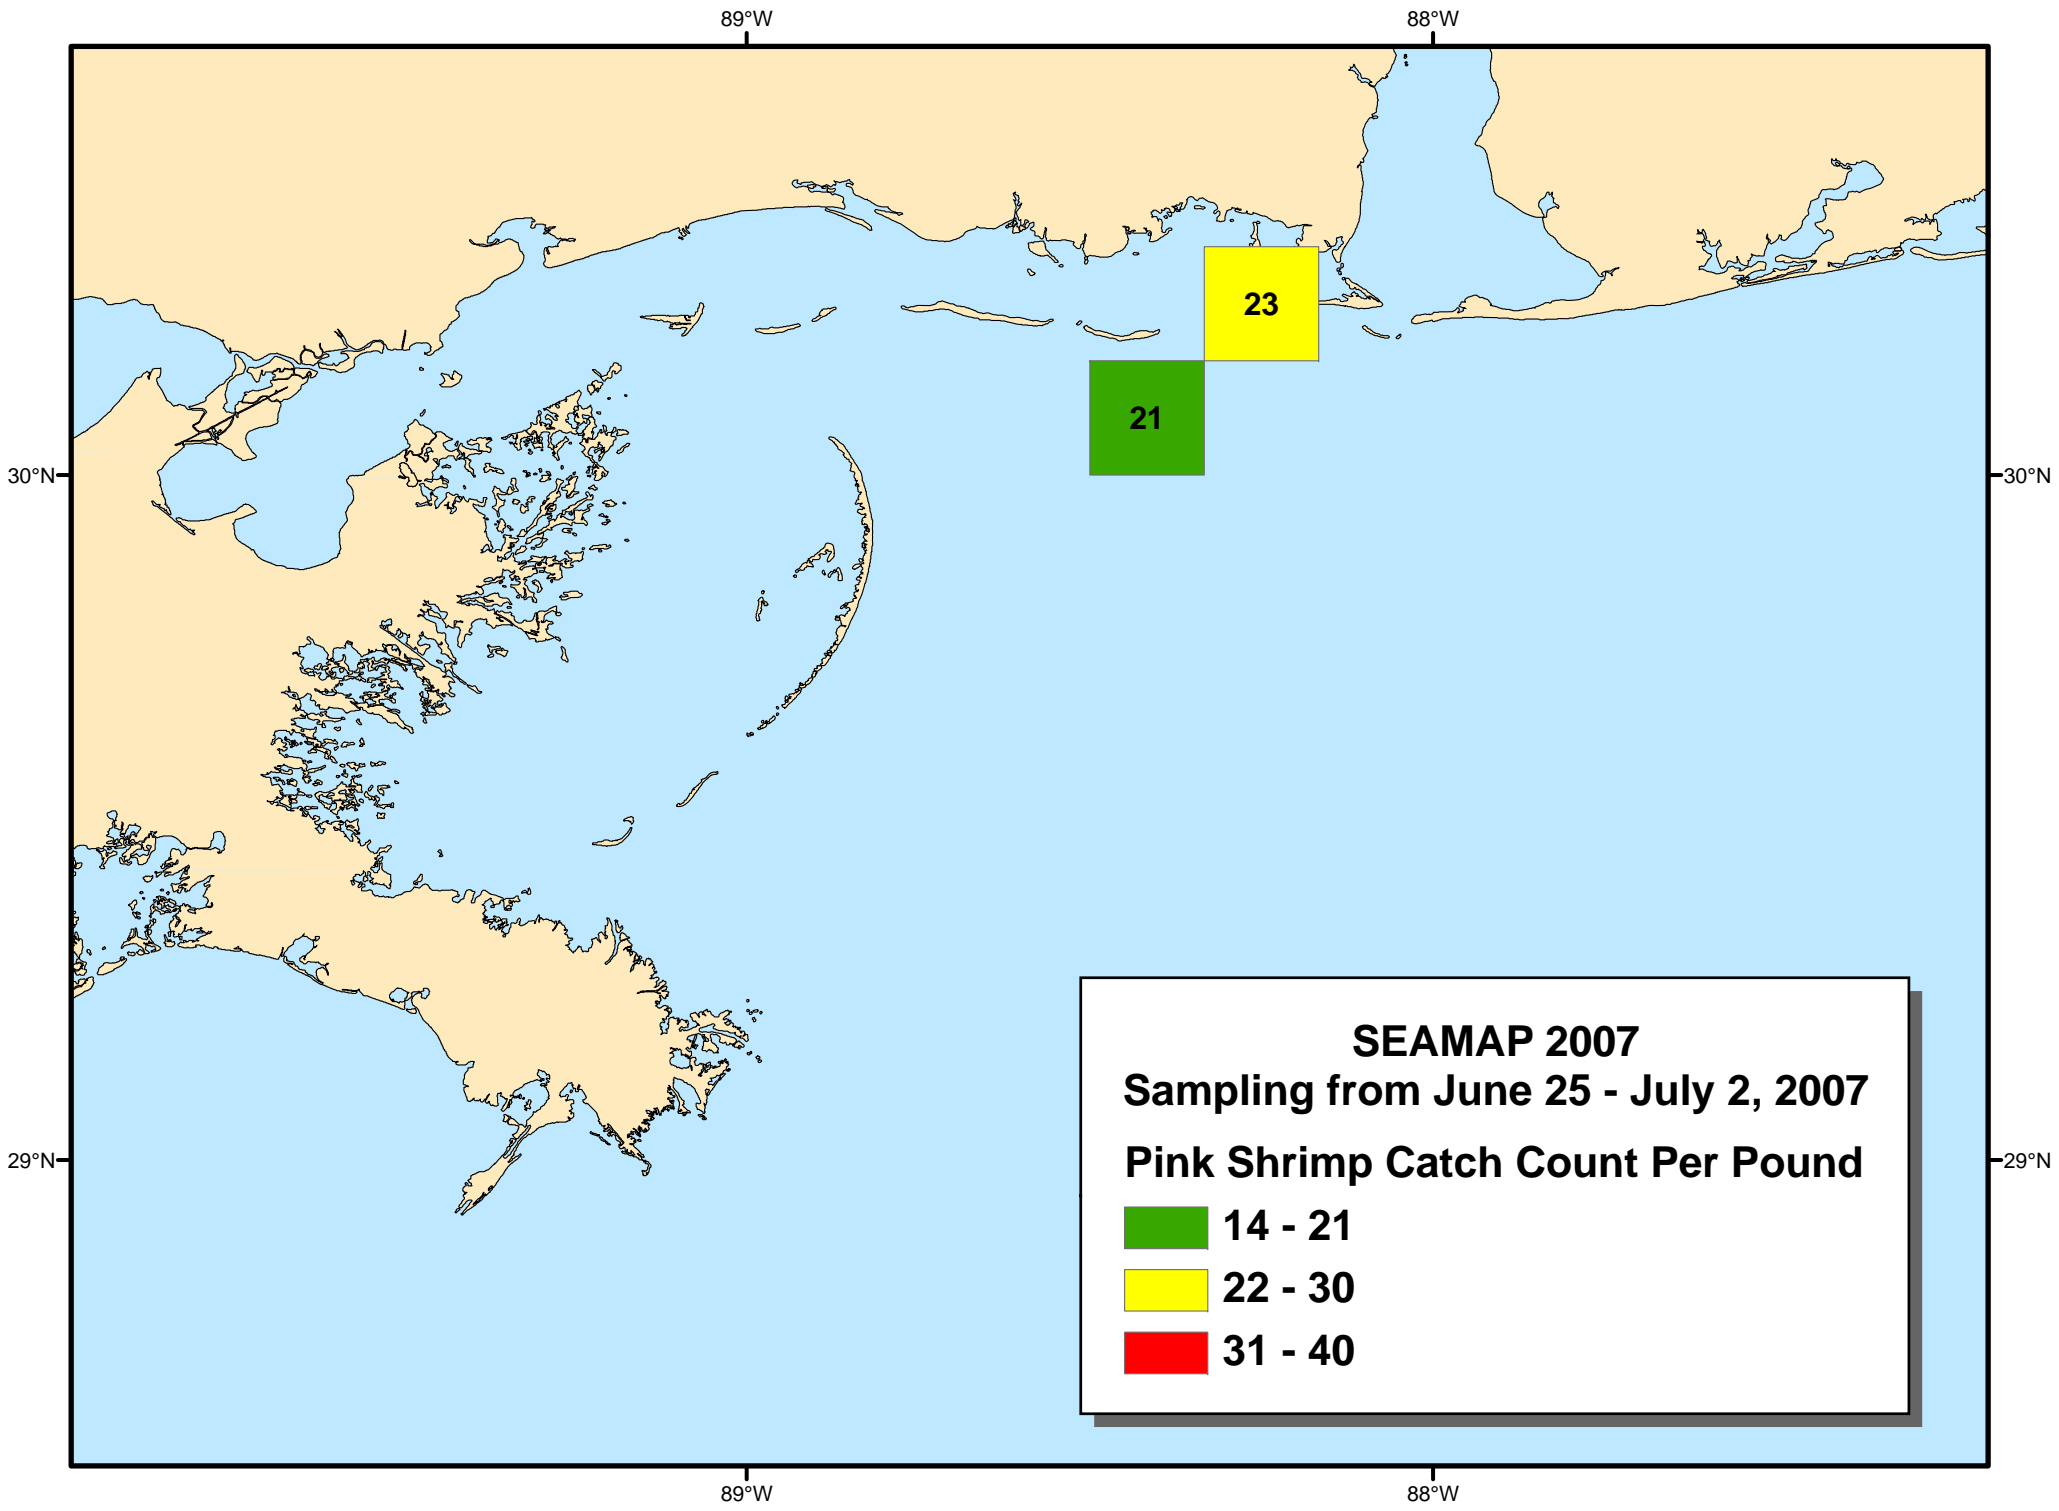 89°W
88°W
23
21
30°N
30°N
SEAMAP 2007
Sampling from June 25 - July 2, 2007
Pink Shrimp Catch Count Per Pound
29°N
29°N
14 - 21
22 - 30
31 - 40
89°W
88°W